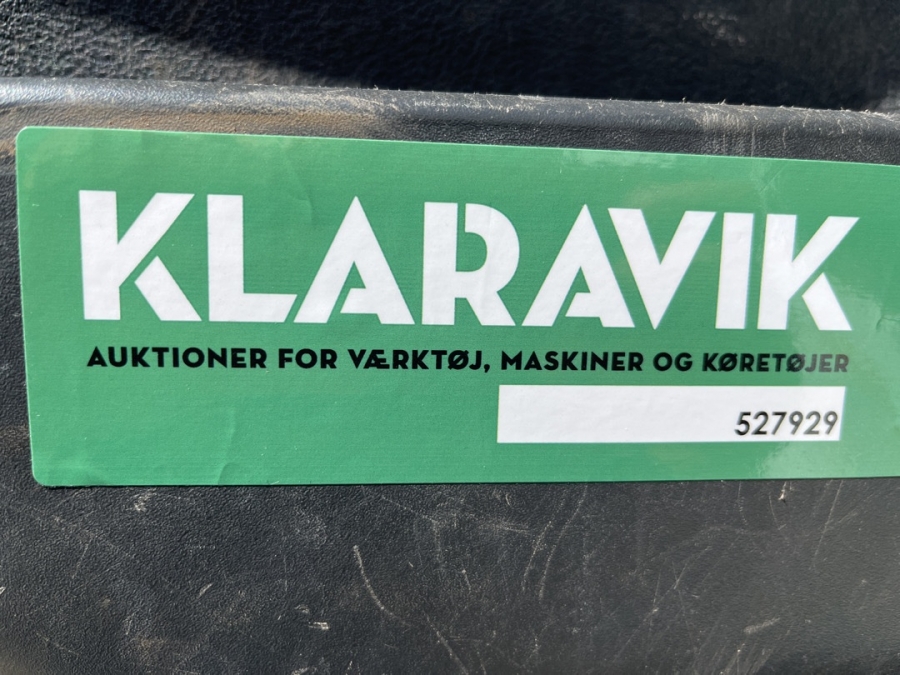 KLARAVIK
AUKTIONER FOR VÆRKTØJ, MASKINER OG KØRETØJER
527929